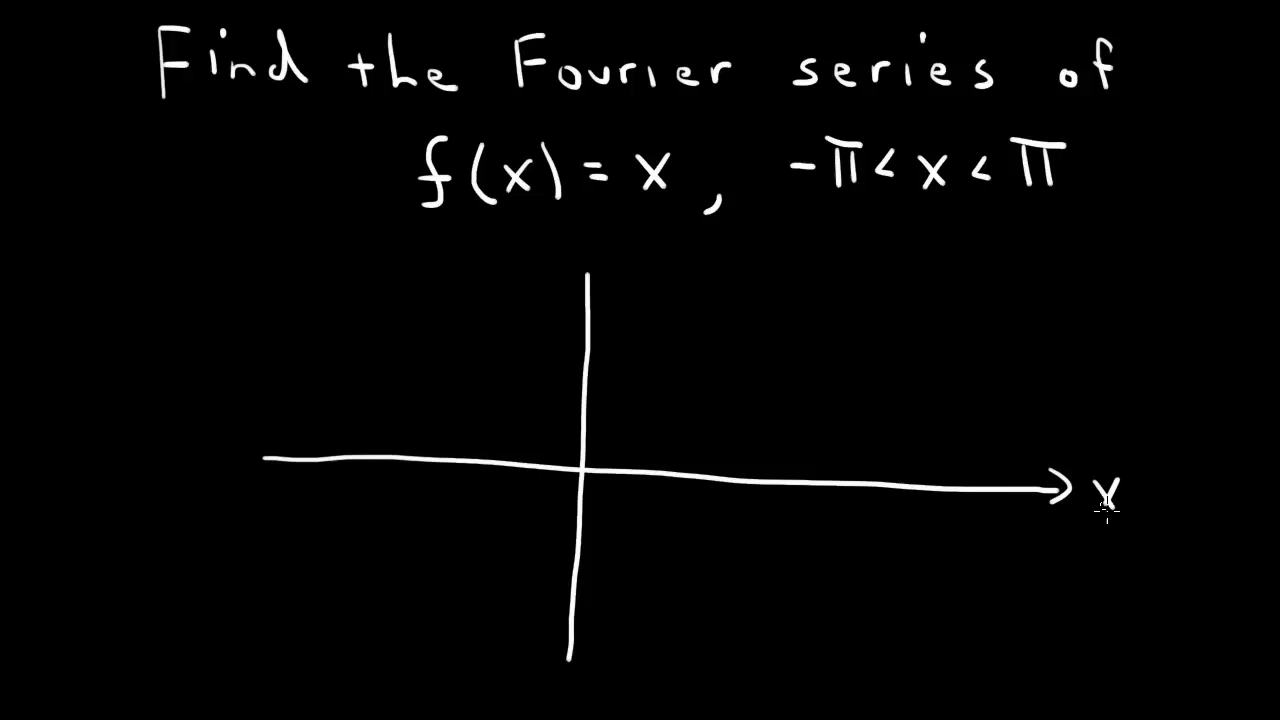 Find the Fourier series of
f(x) = x , -π < x < π
x